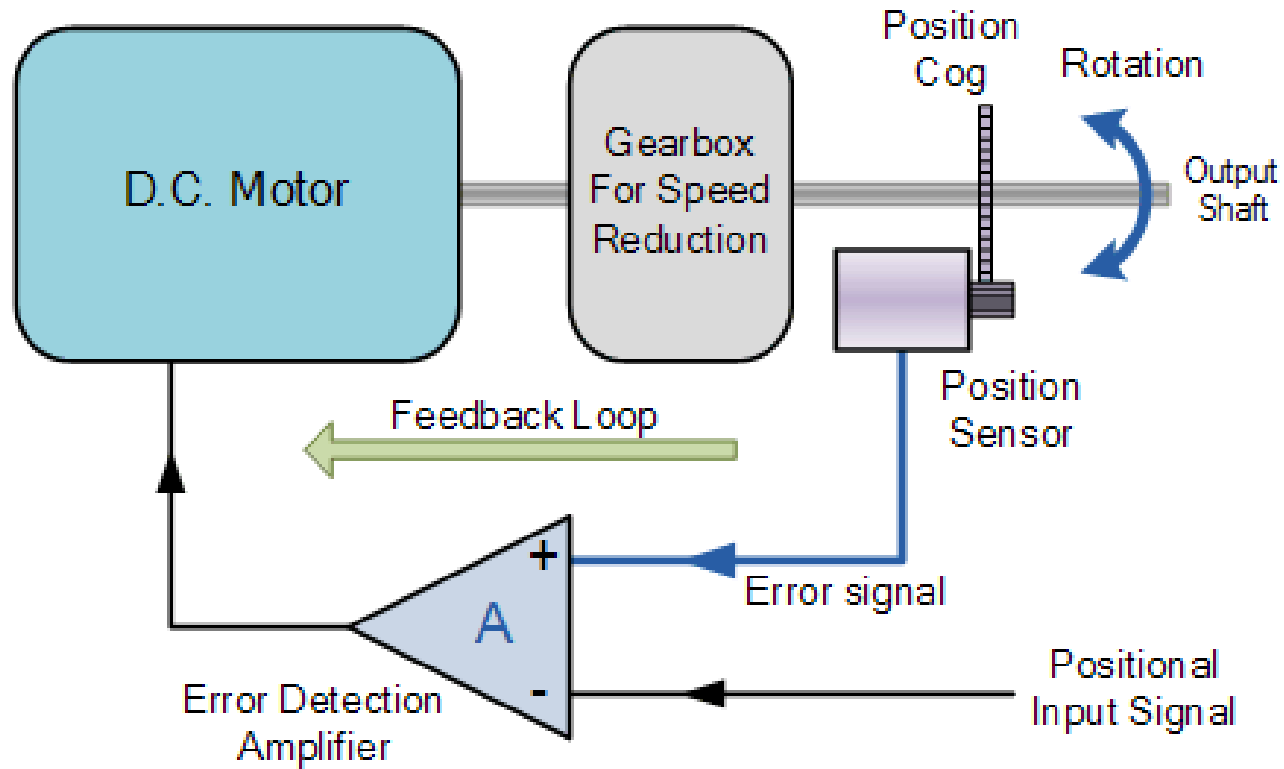 Position
Cog
Rotation
D.C. Motor
Gearbox
For Speed
Reduction
Output
Shaft
Position
Sensor
Feedback Loop
+
A
-
Error signal
Error Detection
Amplifier
Positional
Input Signal